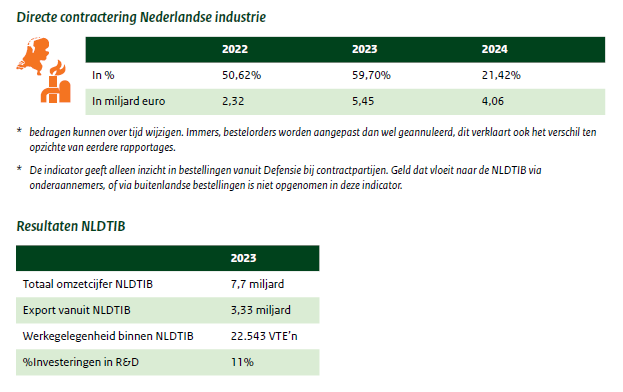 Directe contractering Nederlandse industrie
2022 2023 2024
In % 50,62% 59,70% 21,42%
In miljard euro 2,32 5,45 4,06
* bedragen kunnen over tijd wijzigen. Immers, bestelorders worden aangepast dan wel geannuleerd, dit verklaart ook het verschil ten
opzichte van eerdere rapportages.
* De indicator geeft alleen inzicht in bestellingen vanuit Defensie bij contractpartijen. Geld dat vloeit naar de NLDTIB via
onderaannemers, of via buitenlandse bestellingen is niet opgenomen in deze indicator.
Resultaten NLDTIB
2023
Totaal omzetcijfer NLDTIB 7,7 miljard
Export vanuit NLDTIB 3,33 miljard
Werkegelegenheid binnen NLDTIB 22.543 VTE’n
%Investeringen in R&D 11%